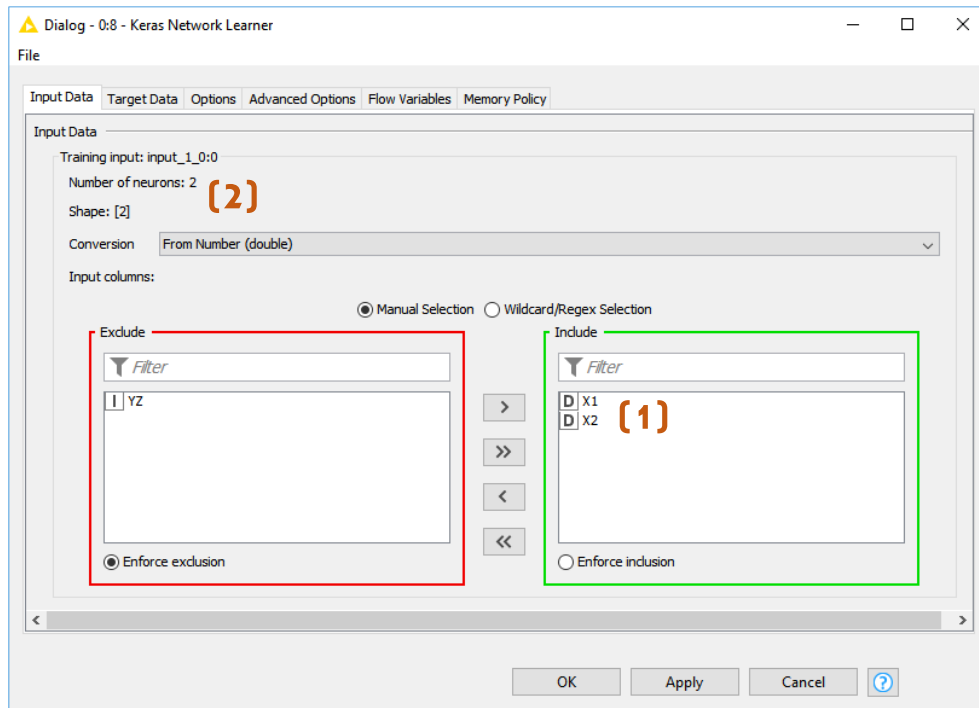 Dialog - 0:8 - Keras Network Learner
File
Input Data Target Data Options Advanced Options Flow Variables Memory Policy
Input Data
Training input: input_1_0:0
Number of neurons: 2
(2)
Shape: [2]
Conversion From Number (double)
Input columns:
Manual Selection Wildcard/Regex Selection
Exclude
Filter
I YZ
Enforce exclusion
>
>>
<
<<
Include
Filter
D X1
D X2
(1)
Enforce inclusion
OK Apply Cancel ?